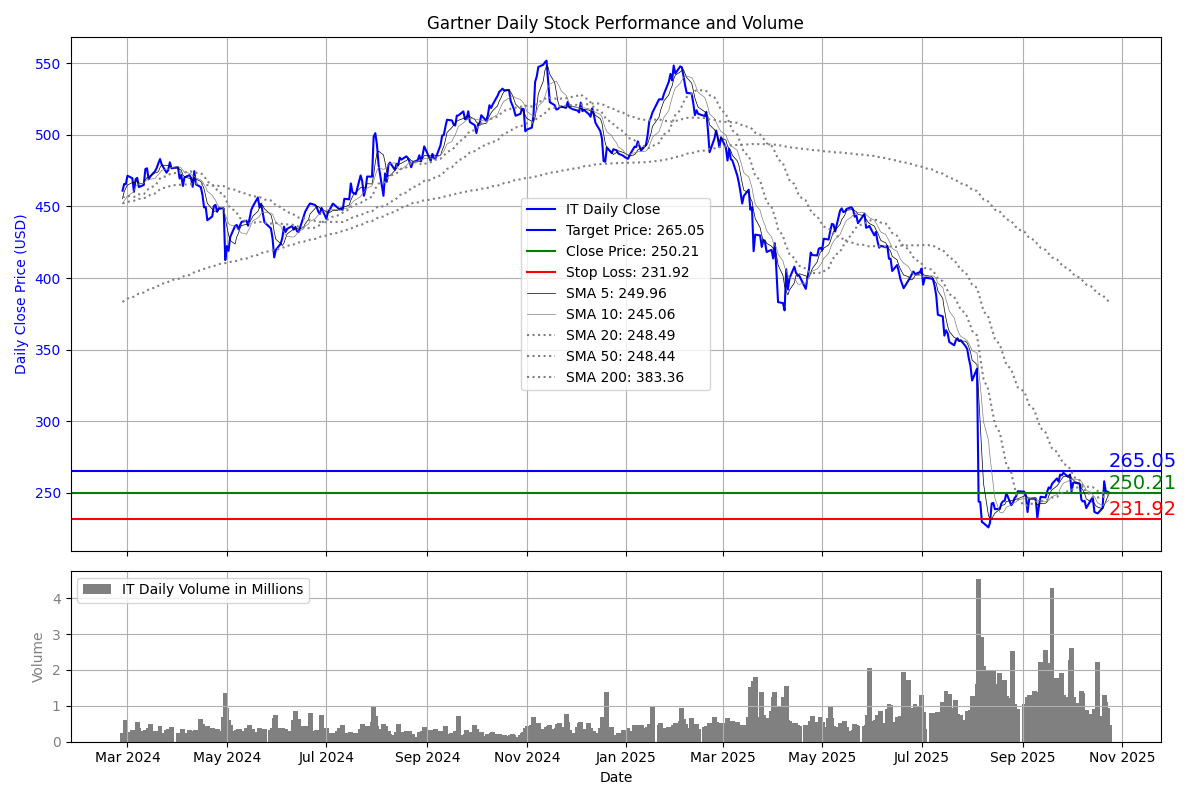 Gartner Daily Stock Performance and Volume
Daily Close Price (USD)
550
500
450
400
350
300
250
IT Daily Close
Target Price: 265.05
Close Price: 250.21
Stop Loss: 231.92
SMA 5: 249.96
SMA 10: 245.06
SMA 20: 248.49
SMA 50: 248.44
SMA 200: 383.36
265.05
250.21
231.92
IT Daily Volume in Millions
Volume
4
3
2
1
0
Mar 2024 May 2024 Jul 2024 Sep 2024 Nov 2024 Jan 2025 Mar 2025 May 2025 Jul 2025 Sep 2025 Nov 2025
Date